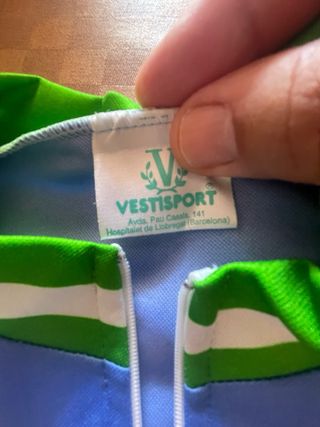 V
VESTISPORT
Avda. Pau Casals, 141
Hospitalet de Llobregat (Barcelona)